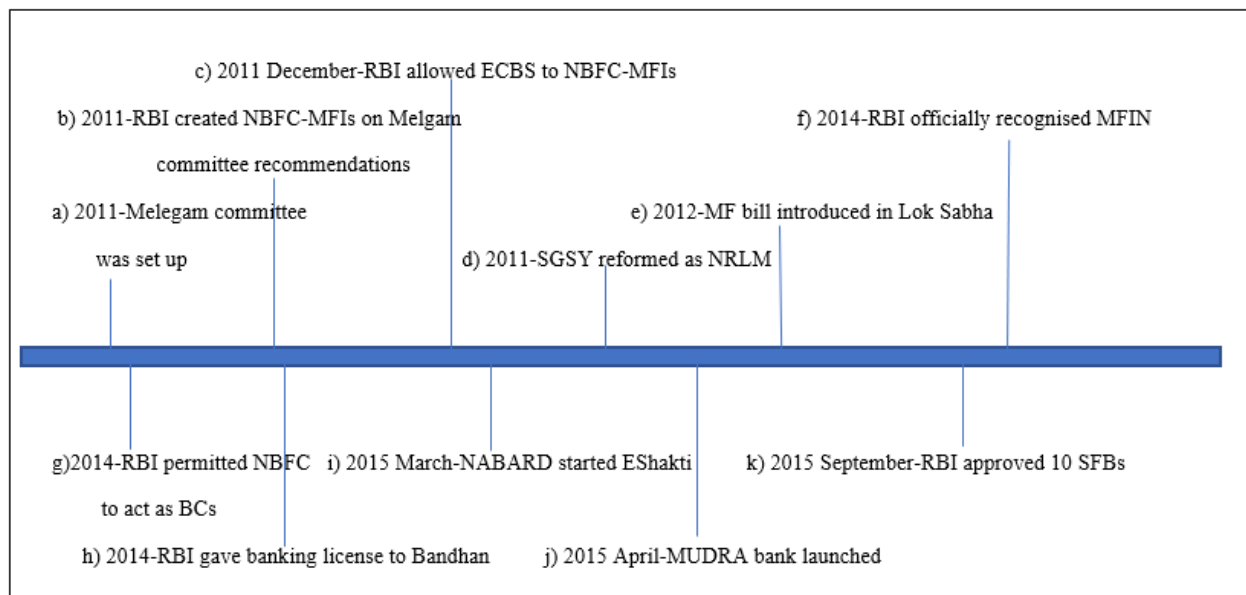 c) 2011 December-RBI allowed ECBS to NBFC-MFIs
b) 2011-RBI created NBFC-MFIs on Melgam
committee recommendations
f) 2014-RBI officially recognised MFIN
a) 2011-Melegam committee
was set up
e) 2012-MF bill introduced in Lok Sabha
d) 2011-SGSY reformed as NRLM
g)2014-RBI permitted NBFC
to act as BCs
i) 2015 March-NABARD started EShakti
k) 2015 September-RBI approved 10 SFBs
h) 2014-RBI gave banking license to Bandhan
j) 2015 April-MUDRA bank launched